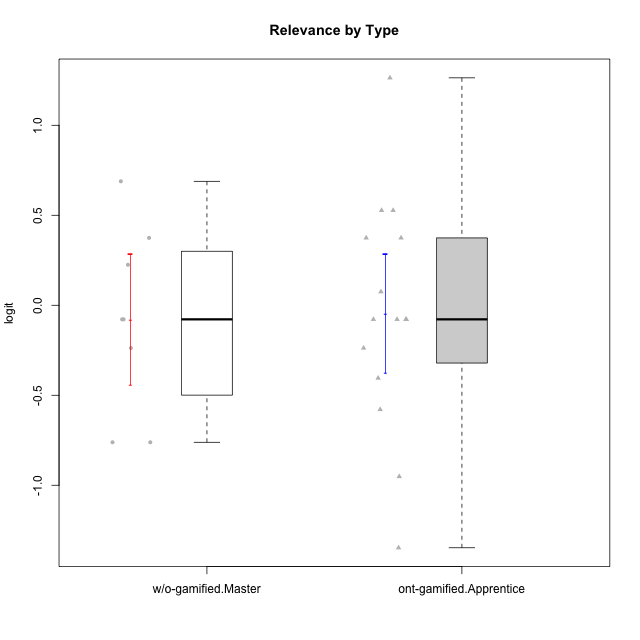 Relevance by Type
1.0
0.5
0.0
-0.5
-1.0
logit
w/o-gamified.Master
ont-gamified.Apprentice